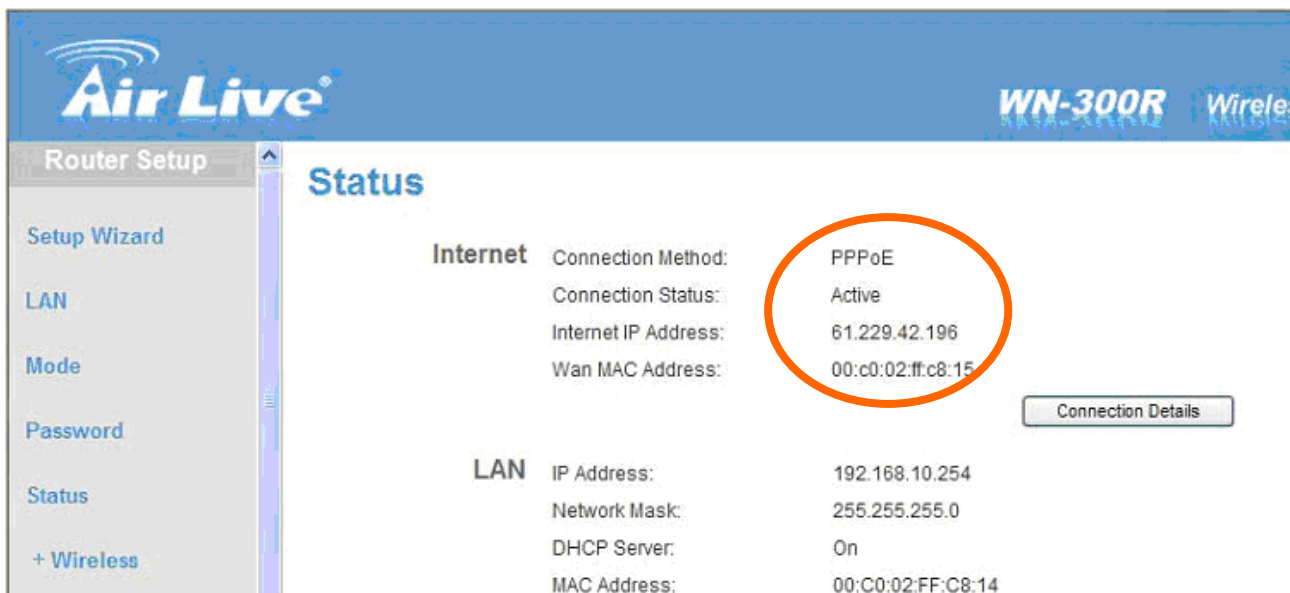 Air Live®
WN-300R Wirele
Router Setup
Status
Setup Wizard
LAN
Mode
Password
Status
+ Wireless
Internet
Connection Method: PPPoE
Connection Status: Active
Internet IP Address: 61.229.42.196
Wan MAC Address: 00:c0:02:ff:c8:15
Connection Details
LAN
IP Address: 192.168.10.254
Network Mask: 255.255.255.0
DHCP Server: On
MAC Address: 00:C0:02:FF:C8:14